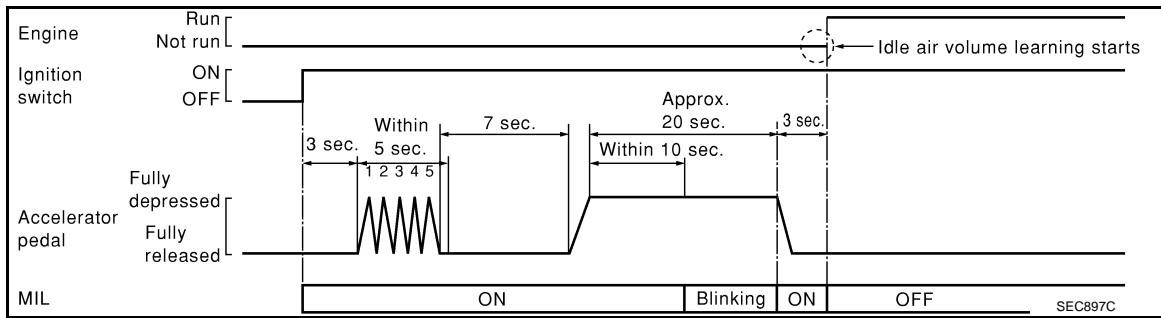 Engine
Run
Not run
Idle air volume learning starts
Ignition
switch
ON
OFF
3 sec.
Within
5 sec.
1 2 3 4 5
7 sec.
Approx.
20 sec.
Within 10 sec.
3 sec.
Accelerator
pedal
Fully
depressed
Fully
released
MIL
ON
Blinking
ON
OFF
SEC897C